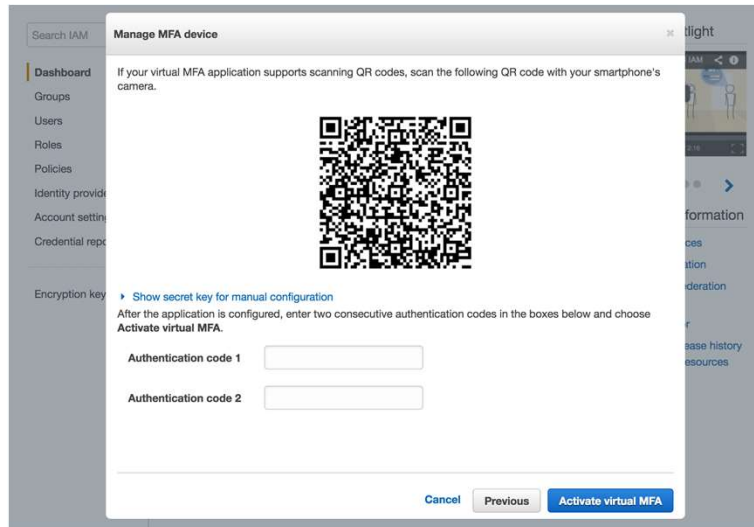 Search IAM
Dashboard
Groups
Users
Roles
Policies
Identity provide
Account setting
Credential repo
Encryption key
Manage MFA device
If your virtual MFA application supports scanning QR codes, scan the following QR code with your smartphone's
camera.
Show secret key for manual configuration
After the application is configured, enter two consecutive authentication codes in the boxes below and choose
Activate virtual MFA.
Authentication code 1
Authentication code 2
Cancel
Previous
Activate virtual MFA
tlight
IAM
2:16
formation
ces
ation
deration
r
ease history
esources